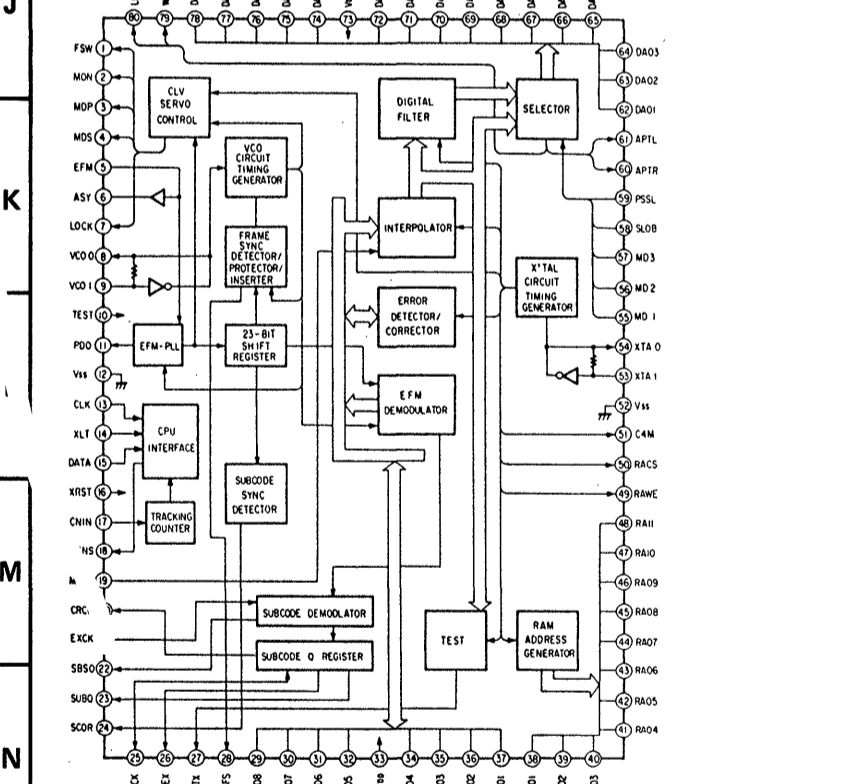 J
K
M
N
80 79 78 77 76 75 74 73 72 71 70 69 68 67 66 65
FSW 1
MON 2
MDP 3
MDS 4
EFM 5
ASY 6
LOCK 7
VCO O 8
VCO I 9
TEST 10
PDO 11
Vss 12
CLK 13
XLT 14
DATA 15
XRST 16
CNIN 17
18
19
EXCK
SBSO 22
SUBQ 23
SCOR 24
CLV
SERVO
CONTROL
VCO
CIRCUIT
TIMING
GENERATOR
FRAME
SYNC
DETECTOR/
PROTECTOR/
INSERTER
EFM-PLL
23-BIT
SHIFT
REGISTER
CPU
INTERFACE
TRACKING
COUNTER
SUBCODE
SYNC
DETECTOR
SUBCODE DEMOLATOR
SUBCODE Q REGISTER
DIGITAL
FILTER
SELECTOR
INTERPOLATOR
ERROR
DETECTOR/
CORRECTOR
EFM
DEMODULATOR
X'TAL
CIRCUIT
TIMING
GENERATOR
TEST
RAM
ADDRESS
GENERATOR
64 DA03
63 DA02
62 DA01
61 APTL
60 APTR
59 PSSL
58 SLOB
57 MD3
56 MD2
55 MD1
54 XTA O
53 XTA I
52 Vss
51 C4M
50 RACS
49 RAWE
48 RA11
47 RA10
46 RA09
45 RA08
44 RA07
43 RA06
42 RA05
41 RA04
25 26 27 28 29 30 31 32 33 34 35 36 37 38 39 40